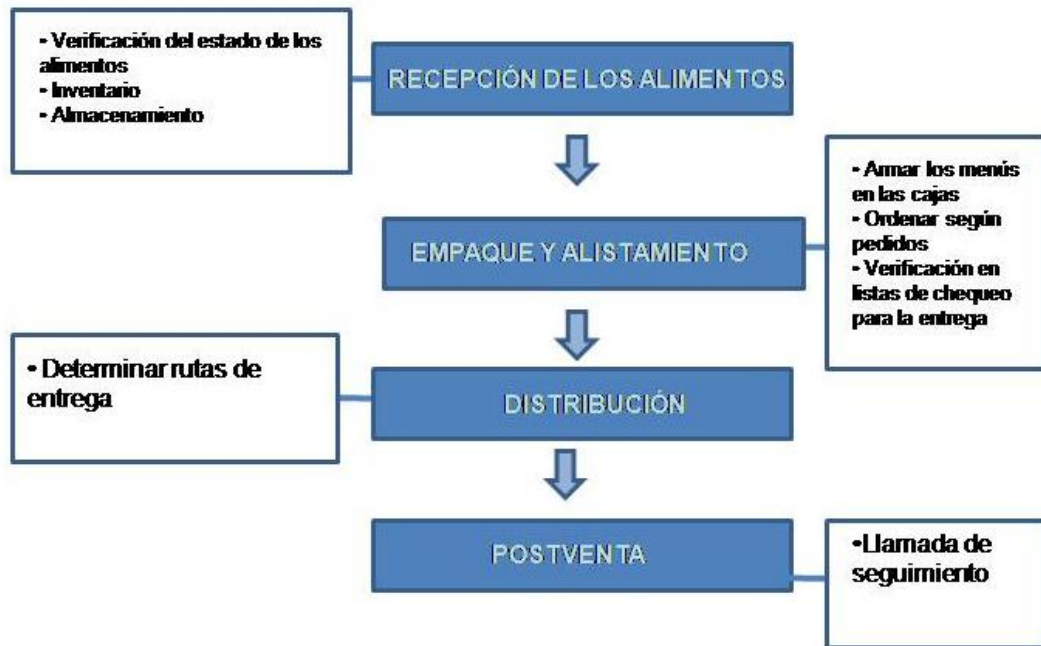 - Verificación del estado de los
alimentos
- Inventario
- Almacenamiento
RECEPCIÓN DE LOS ALIMENTOS
- Armar los menús
en las cajas
- Ordenar según
pedidos
- Verificación en
listas de chequeo
para la entrega
EMPAQUE Y ALISTAMIENTO
• Determinar rutas de
entrega
DISTRIBUCIÓN
POSTVENTA
•Llamada de
seguimiento